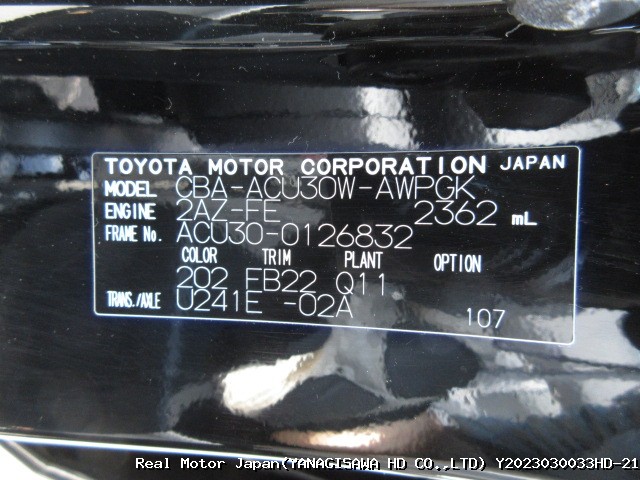 TOYOTA MOTOR CORPORATION JAPAN
MODEL CBA-ACU30W-AWPGK
ENGINE 2AZ-FE 2362 mL
FRAME No. ACU30-0126832
COLOR TRIM PLANT OPTION
202 FB22 Q11
TRANS./AXLE U241E -02A 107
Real Motor Japan(YANAGISAWA HD CO.,LTD) Y2023030033HD-21